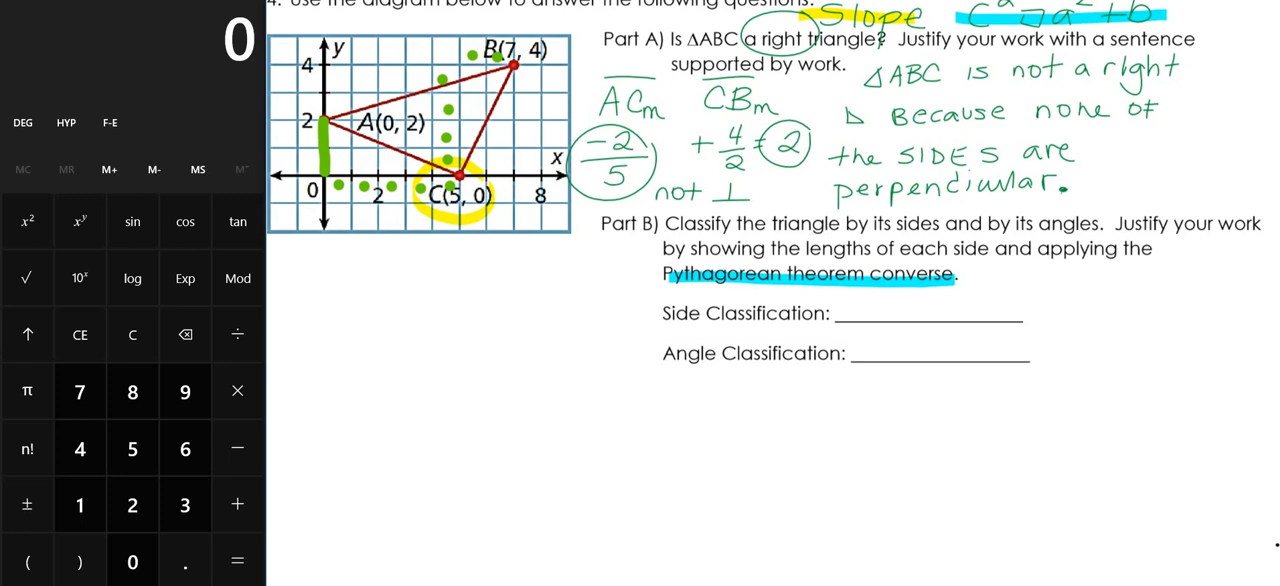 4. Use the diagram below to answer the following questions.
Slope
0
y
B(7, 4)
4
2
A(0, 2)
x
0
2
C(5, 0)
8
Part A) Is △ABC a right triangle? Justify your work with a sentence
supported by work.
ACm
CBm
-2/5
+4/2 = 2
not ⊥
△ABC is not a right
△ Because none of
the SIDES are
perpendicular.
Part B) Classify the triangle by its sides and by its angles. Justify your work
by showing the lengths of each side and applying the
Pythagorean theorem converse.
Side Classification: __________________
Angle Classification: __________________
DEG HYP F-E
MC MR M+ M- MS M˅
x² xʸ sin cos tan
√ 10ˣ log Exp Mod
↑ CE C ⌫ ÷
π 7 8 9 ×
n! 4 5 6 −
± 1 2 3 +
( ) 0 . =